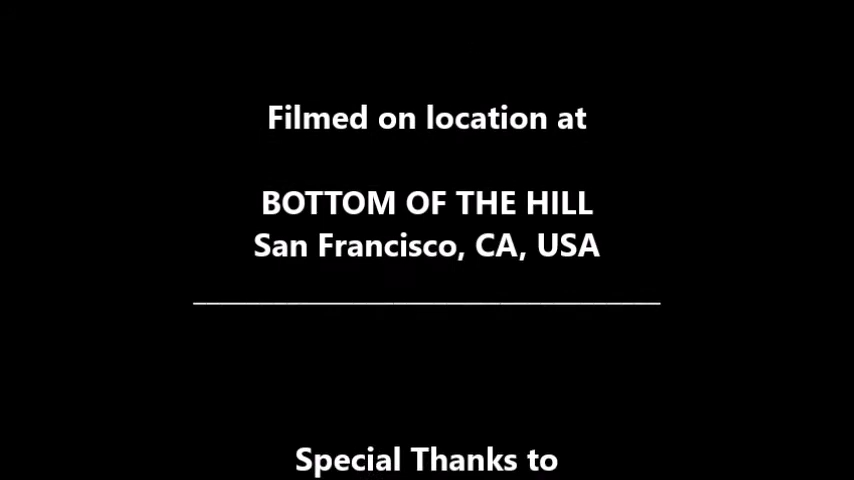 Filmed on location at
BOTTOM OF THE HILL
San Francisco, CA, USA
Special Thanks to